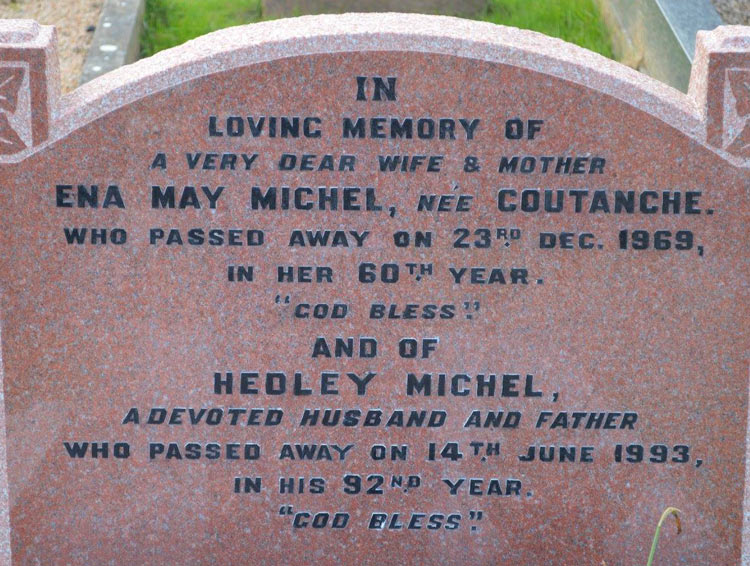 IN
LOVING MEMORY OF
A VERY DEAR WIFE & MOTHER
ENA MAY MICHEL, NÉE COUTANCHE.
WHO PASSED AWAY ON 23RD DEC. 1969,
IN HER 60TH YEAR.
"GOD BLESS".
AND OF
HEDLEY MICHEL,
A DEVOTED HUSBAND AND FATHER
WHO PASSED AWAY ON 14TH JUNE 1993,
IN HIS 92ND YEAR.
"GOD BLESS".